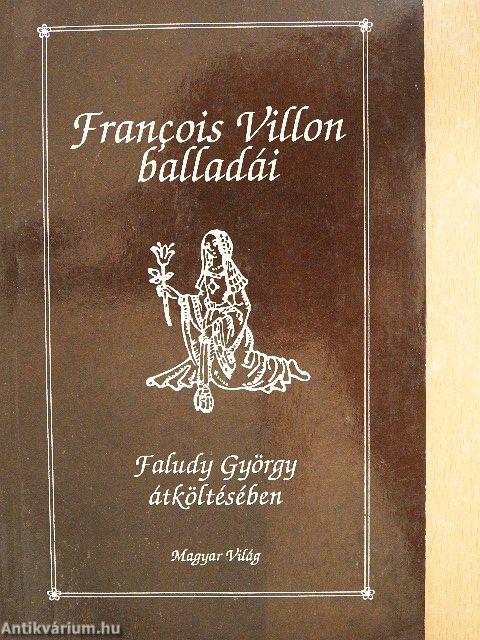 François Villon
balladái
Faludy György
átköltésében
Magyar Világ
Antikvárium.hu